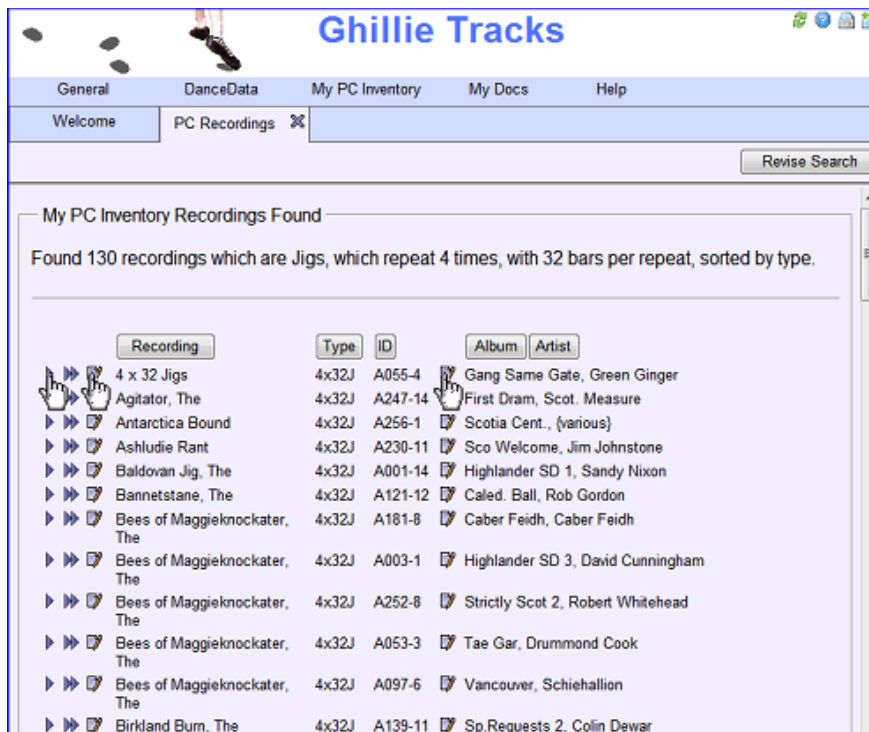 Ghillie Tracks
General DanceData My PC Inventory My Docs Help
Welcome PC Recordings
Revise Search
My PC Inventory Recordings Found
Found 130 recordings which are Jigs, which repeat 4 times, with 32 bars per repeat, sorted by type.
Recording Type ID Album Artist
4 x 32 Jigs 4x32J A055-4 Gang Same Gate, Green Ginger
Agitator, The 4x32J A247-14 First Dram, Scot. Measure
Antarctica Bound 4x32J A256-1 Scotia Cent., {various}
Ashludie Rant 4x32J A230-11 Sco Welcome, Jim Johnstone
Baldovan Jig, The 4x32J A001-14 Highlander SD 1, Sandy Nixon
Bannetstane, The 4x32J A121-12 Caled. Ball, Rob Gordon
Bees of Maggieknockater, 4x32J A181-8 Caber Feidh, Caber Feidh
The
Bees of Maggieknockater, 4x32J A003-1 Highlander SD 3, David Cunningham
The
Bees of Maggieknockater, 4x32J A252-8 Strictly Scot 2, Robert Whitehead
The
Bees of Maggieknockater, 4x32J A053-3 Tae Gar, Drummond Cook
The
Bees of Maggieknockater, 4x32J A097-6 Vancouver, Schiehallion
The
Birkland Burn, The 4x32J A139-11 Sp.Requests 2, Colin Dewar